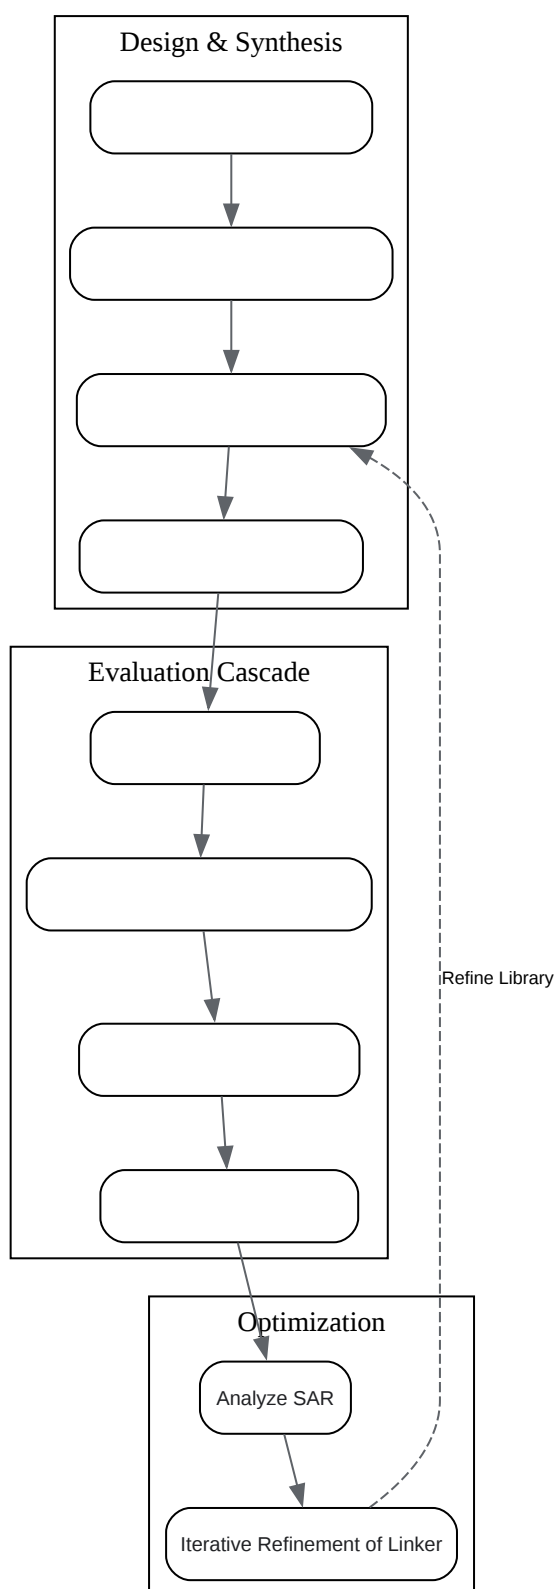 Design & Synthesis
Evaluation Cascade
Refine Library
Optimization
Analyze SAR
Iterative Refinement of Linker